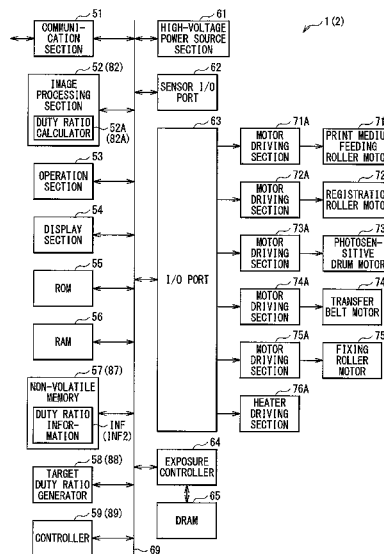 1 (2)
51
COMMUNI-
CATION
SECTION
52 (82)
IMAGE
PROCESSING
SECTION
DUTY RATIO
CALCULATOR
52A
(82A)
53
OPERATION
SECTION
54
DISPLAY
SECTION
55
ROM
56
RAM
57 (87)
NON-VOLATILE
MEMORY
DUTY RATIO
INFOR-
MATION
INF
(INF2)
58 (88)
TARGET
DUTY RATIO
GENERATOR
59 (89)
CONTROLLER
69
61
HIGH-VOLTAGE
POWER SOURCE
SECTION
62
SENSOR I/O
PORT
63
I/O PORT
64
EXPOSURE
CONTROLLER
65
DRAM
71A
MOTOR
DRIVING
SECTION
71
PRINT MEDIUM
FEEDING
ROLLER MOTOR
72A
MOTOR
DRIVING
SECTION
72
REGISTRATION
ROLLER MOTOR
73A
MOTOR
DRIVING
SECTION
73
PHOTOSEN-
SITIVE
DRUM MOTOR
74A
MOTOR
DRIVING
SECTION
74
TRANSFER
BELT MOTOR
75A
MOTOR
DRIVING
SECTION
75
FIXING
ROLLER
MOTOR
76A
HEATER
DRIVING
SECTION